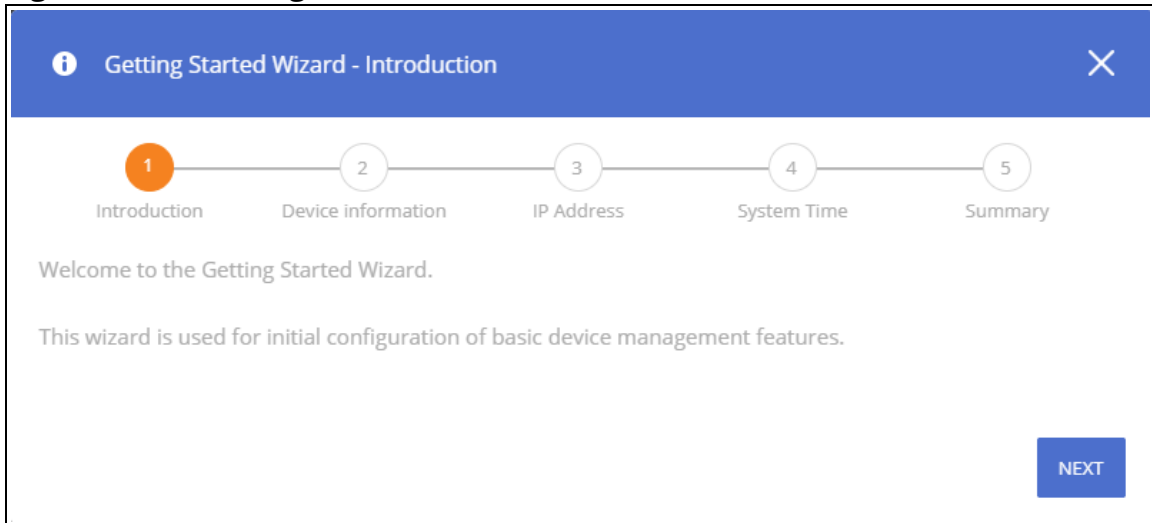 Getting Started Wizard - Introduction
1 2 3 4 5
Introduction Device information IP Address System Time Summary
Welcome to the Getting Started Wizard.
This wizard is used for initial configuration of basic device management features.
NEXT